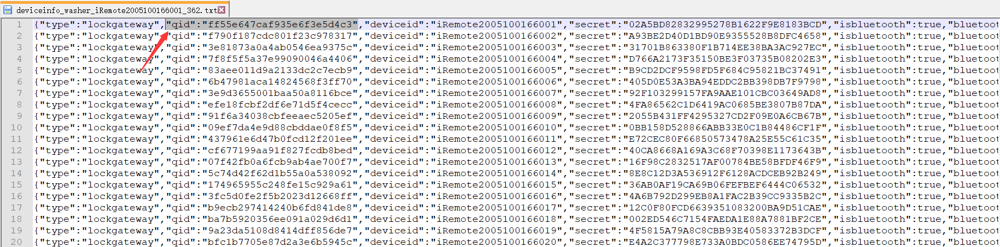 deviceinfo_washer_iRemote2005100166001_362.txt
1 {"type":"lockgateway","qid":"ff55e647caf935e6f3e5d4c3","deviceid":"iRemote2005100166001","secret":"02A5BD82832995278B1622F9E8183BCD","isbluetooth":true,"bluetoot
2 {"type":"lockgateway","qid":"f790f187cdc801f23c978317","deviceid":"iRemote2005100166002","secret":"A93BE2D40D1BD90E9355528B8DFC4658","isbluetooth":true,"bluetoot
3 {"type":"lockgateway","qid":"3e81873a0a4ab0546ea9375c","deviceid":"iRemote2005100166003","secret":"31701B863380F1B714EE38BA3AC927EC","isbluetooth":true,"bluetoot
4 {"type":"lockgateway","qid":"7f8f5f5a37e99090046a4406","deviceid":"iRemote2005100166004","secret":"D766A2173F35150BE3F03735B08202E3","isbluetooth":true,"bluetoot
5 {"type":"lockgateway","qid":"83aee011d9a2133dc2c7ecb9","deviceid":"iRemote2005100166005","secret":"B9CD2DCF9598FD5F684C95821BC37491","isbluetooth":true,"bluetoot
6 {"type":"lockgateway","qid":"6b47981aca14824568f3ff70","deviceid":"iRemote2005100166006","secret":"405D0E53A3BA94EDDC2BB398DB7F9798","isbluetooth":true,"bluetoot
7 {"type":"lockgateway","qid":"3e9d3655001baa50a8116bce","deviceid":"iRemote2005100166007","secret":"92F103299157FA9AAE101CBC03649AD8","isbluetooth":true,"bluetoot
8 {"type":"lockgateway","qid":"efe18fcbf2df6e71d5f4cecc","deviceid":"iRemote2005100166008","secret":"4FA86562C1D6419AC0685BE3807B87DA","isbluetooth":true,"bluetoot
9 {"type":"lockgateway","qid":"91f6a34038cbfeeaec5205ef","deviceid":"iRemote2005100166009","secret":"2055B431FF4295327CD2F09E0A6CB67B","isbluetooth":true,"bluetoot
10 {"type":"lockgateway","qid":"09ef7da4e9d88cbddae0f8f5","deviceid":"iRemote2005100166010","secret":"0BB158D528866ABB33E0C1B84486CF1F","isbluetooth":true,"bluetoot
11 {"type":"lockgateway","qid":"437961e6d47b0fcd12f201ee","deviceid":"iRemote2005100166011","secret":"E72CEC80F66850573478A25E55C61C35","isbluetooth":true,"bluetoot
12 {"type":"lockgateway","qid":"cf677199aa91f827fcdb8bed","deviceid":"iRemote2005100166012","secret":"40CA8668A169A3C68F70398E1173643B","isbluetooth":true,"bluetoot
13 {"type":"lockgateway","qid":"07f42fb0a6fcb9ab4ae700f7","deviceid":"iRemote2005100166013","secret":"16F98C2832517AF00784BE58BFDF46F9","isbluetooth":true,"bluetoot
14 {"type":"lockgateway","qid":"5c74d42f62d1b55a0a538092","deviceid":"iRemote2005100166014","secret":"8E8C12D3A536912F6128ACDCEB92B249","isbluetooth":true,"bluetoot
15 {"type":"lockgateway","qid":"174965955c248fe15c929a61","deviceid":"iRemote2005100166015","secret":"36AB0AF19CA69B06FEFBEF6444C06532","isbluetooth":true,"bluetoot
16 {"type":"lockgateway","qid":"3fc5d0fe2f5b2023d12668ff","deviceid":"iRemote2005100166016","secret":"4A6B792D299EB8A1FAC2B39CC9335B2C","isbluetooth":true,"bluetoot
17 {"type":"lockgateway","qid":"b9ecb297414240b6fd841de8","deviceid":"iRemote2005100166017","secret":"12C0F80FCD6639351083200BA9D51CAE","isbluetooth":true,"bluetoot
18 {"type":"lockgateway","qid":"ba7b5920356ee091a029d6d1","deviceid":"iRemote2005100166018","secret":"002ED546C7154FAEDA1E88A7881BF2CE","isbluetooth":true,"bluetoot
19 {"type":"lockgateway","qid":"9a23da5108d8414dff856de7","deviceid":"iRemote2005100166019","secret":"4F5815A79A8C8CBB93E40583372B3DCF","isbluetooth":true,"bluetoot
20 {"type":"lockgateway","qid":"bfc1b7705e87d2a3e6b5945c","deviceid":"iRemote2005100166020","secret":"E4A2C377798E733A0BDC0586EE74795D","isbluetooth":true,"bluetoot